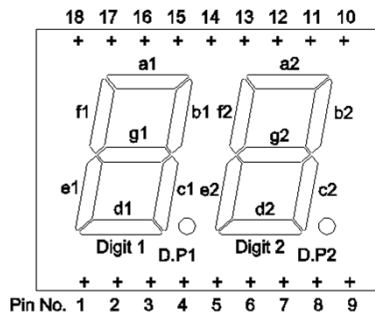 18 17 16 15 14 13 12 11 10
+ + + + + + + + +
a1 a2
f1 b1 f2 b2
g1 g2
e1 c1 e2 c2
d1 d2
Digit 1 D.P1 Digit 2 D.P2
+ + + + + + + + +
Pin No. 1 2 3 4 5 6 7 8 9